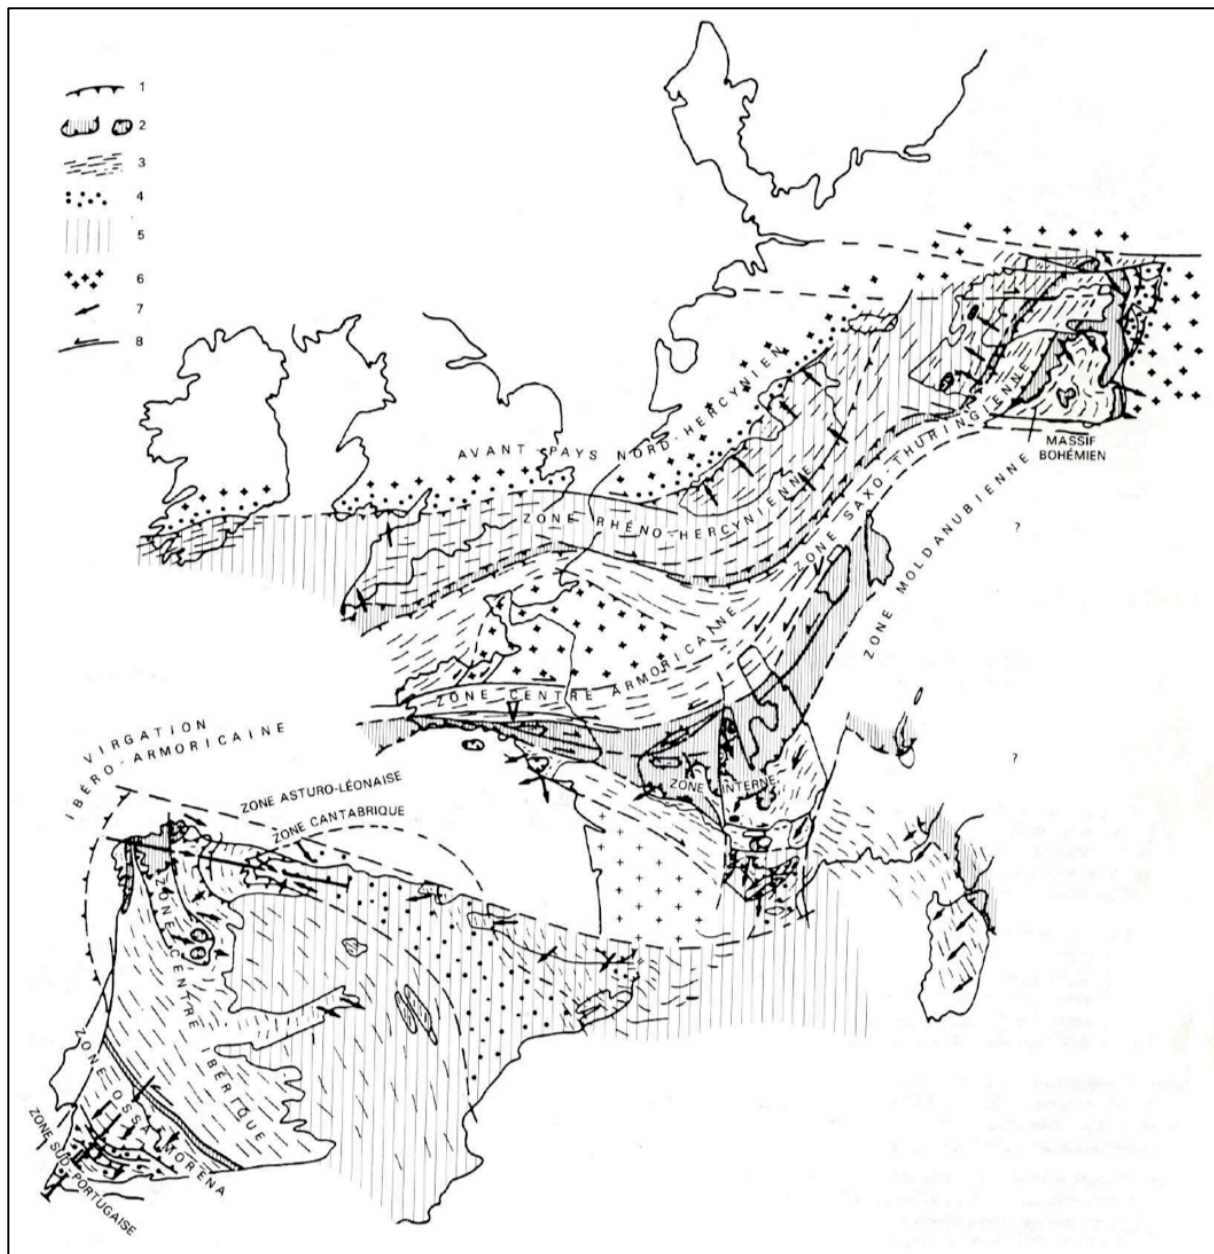 1
2
3
4
5
6
7
8
AVANT PAYS NORD-HERCYNIEN
ZONE RHÉNO-HERCYNIENNE
ZONE SAXO-THURINGIENNE
MASSIF
BOHÉMIEN
ZONE MOLDANUBIENNE
?
ZONE CENTRE ARMORICAINE
VIRGATION
IBÉRO-ARMORICAINE
ZONE INTERNE
?
ZONE ASTURO-LÉONAISE
ZONE CANTABRIQUE
ZONE CENTRE IBÉRIQUE
ZONE OSSA MORENA
ZONE SUD-PORTUGAISE